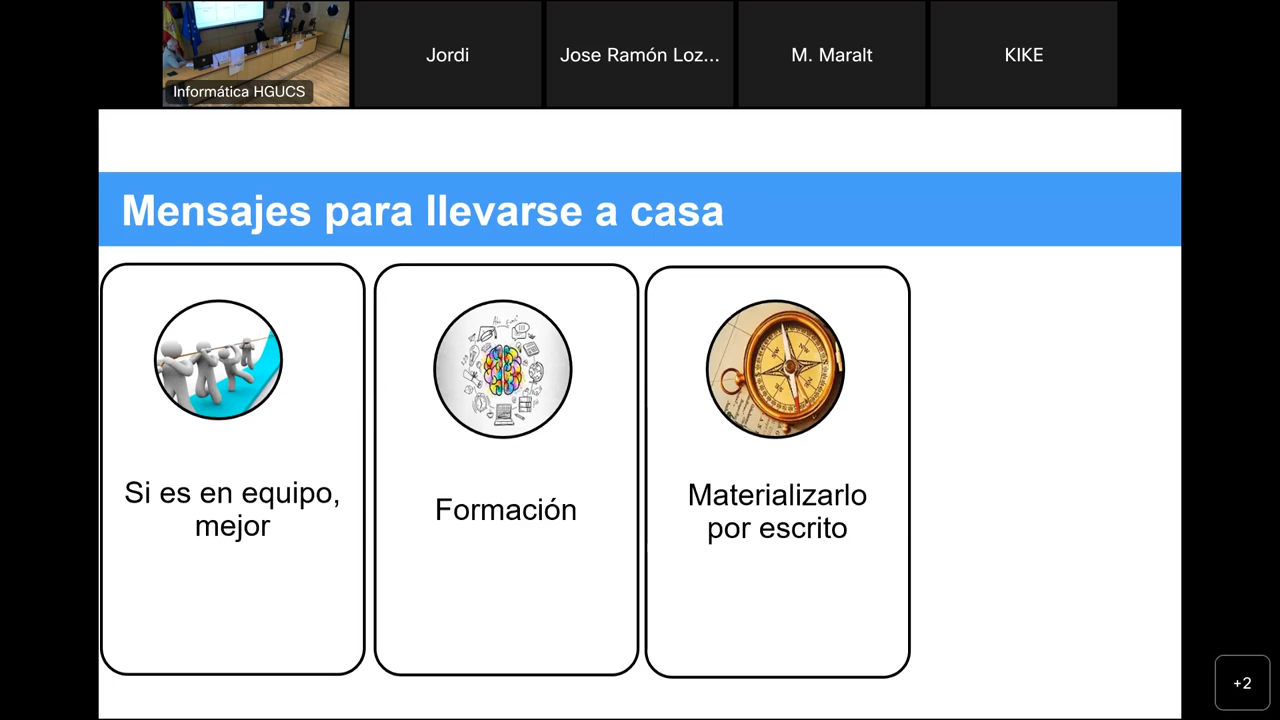 Informática HGUCS
Jordi
Jose Ramón Loz...
M. Maralt
KIKE
Mensajes para llevarse a casa
Si es en equipo,
mejor
Formación
Materializarlo
por escrito
+2